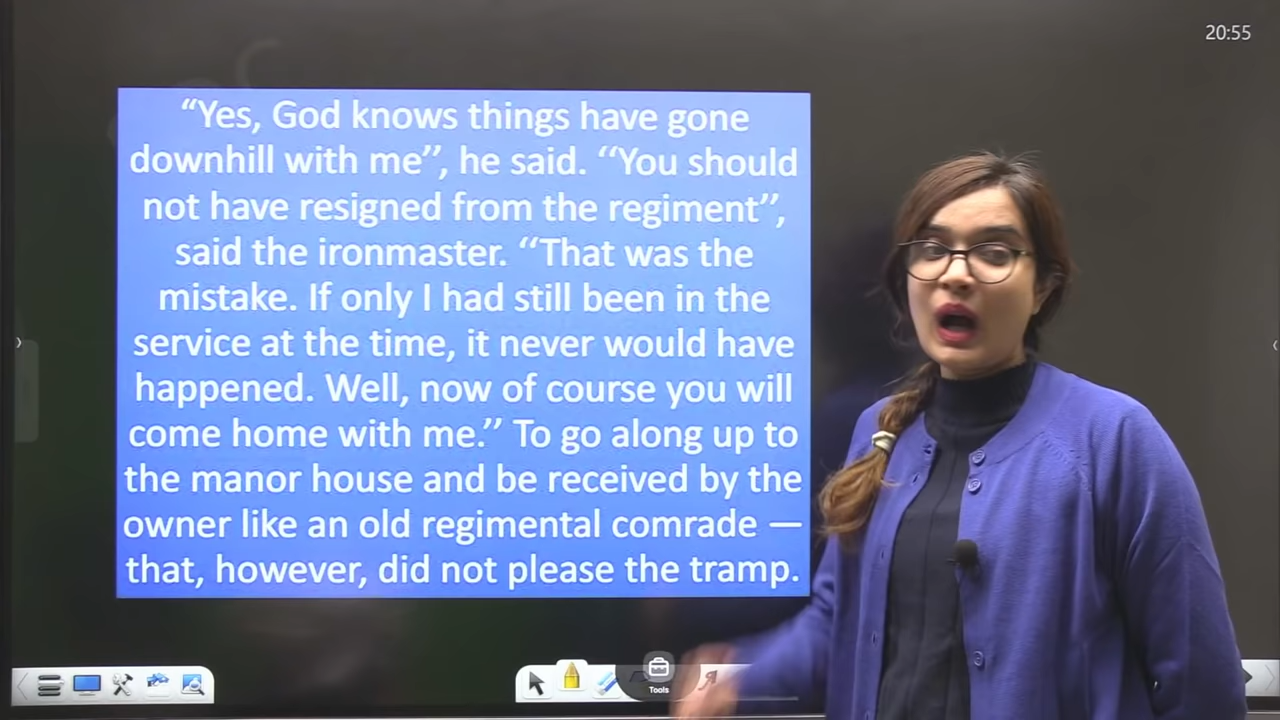 20:55
“Yes, God knows things have gone
downhill with me”, he said. ‘‘You should
not have resigned from the regiment’’,
said the ironmaster. ‘‘That was the
mistake. If only I had still been in the
service at the time, it never would have
happened. Well, now of course you will
come home with me.’’ To go along up to
the manor house and be received by the
owner like an old regimental comrade —
that, however, did not please the tramp.
Tools